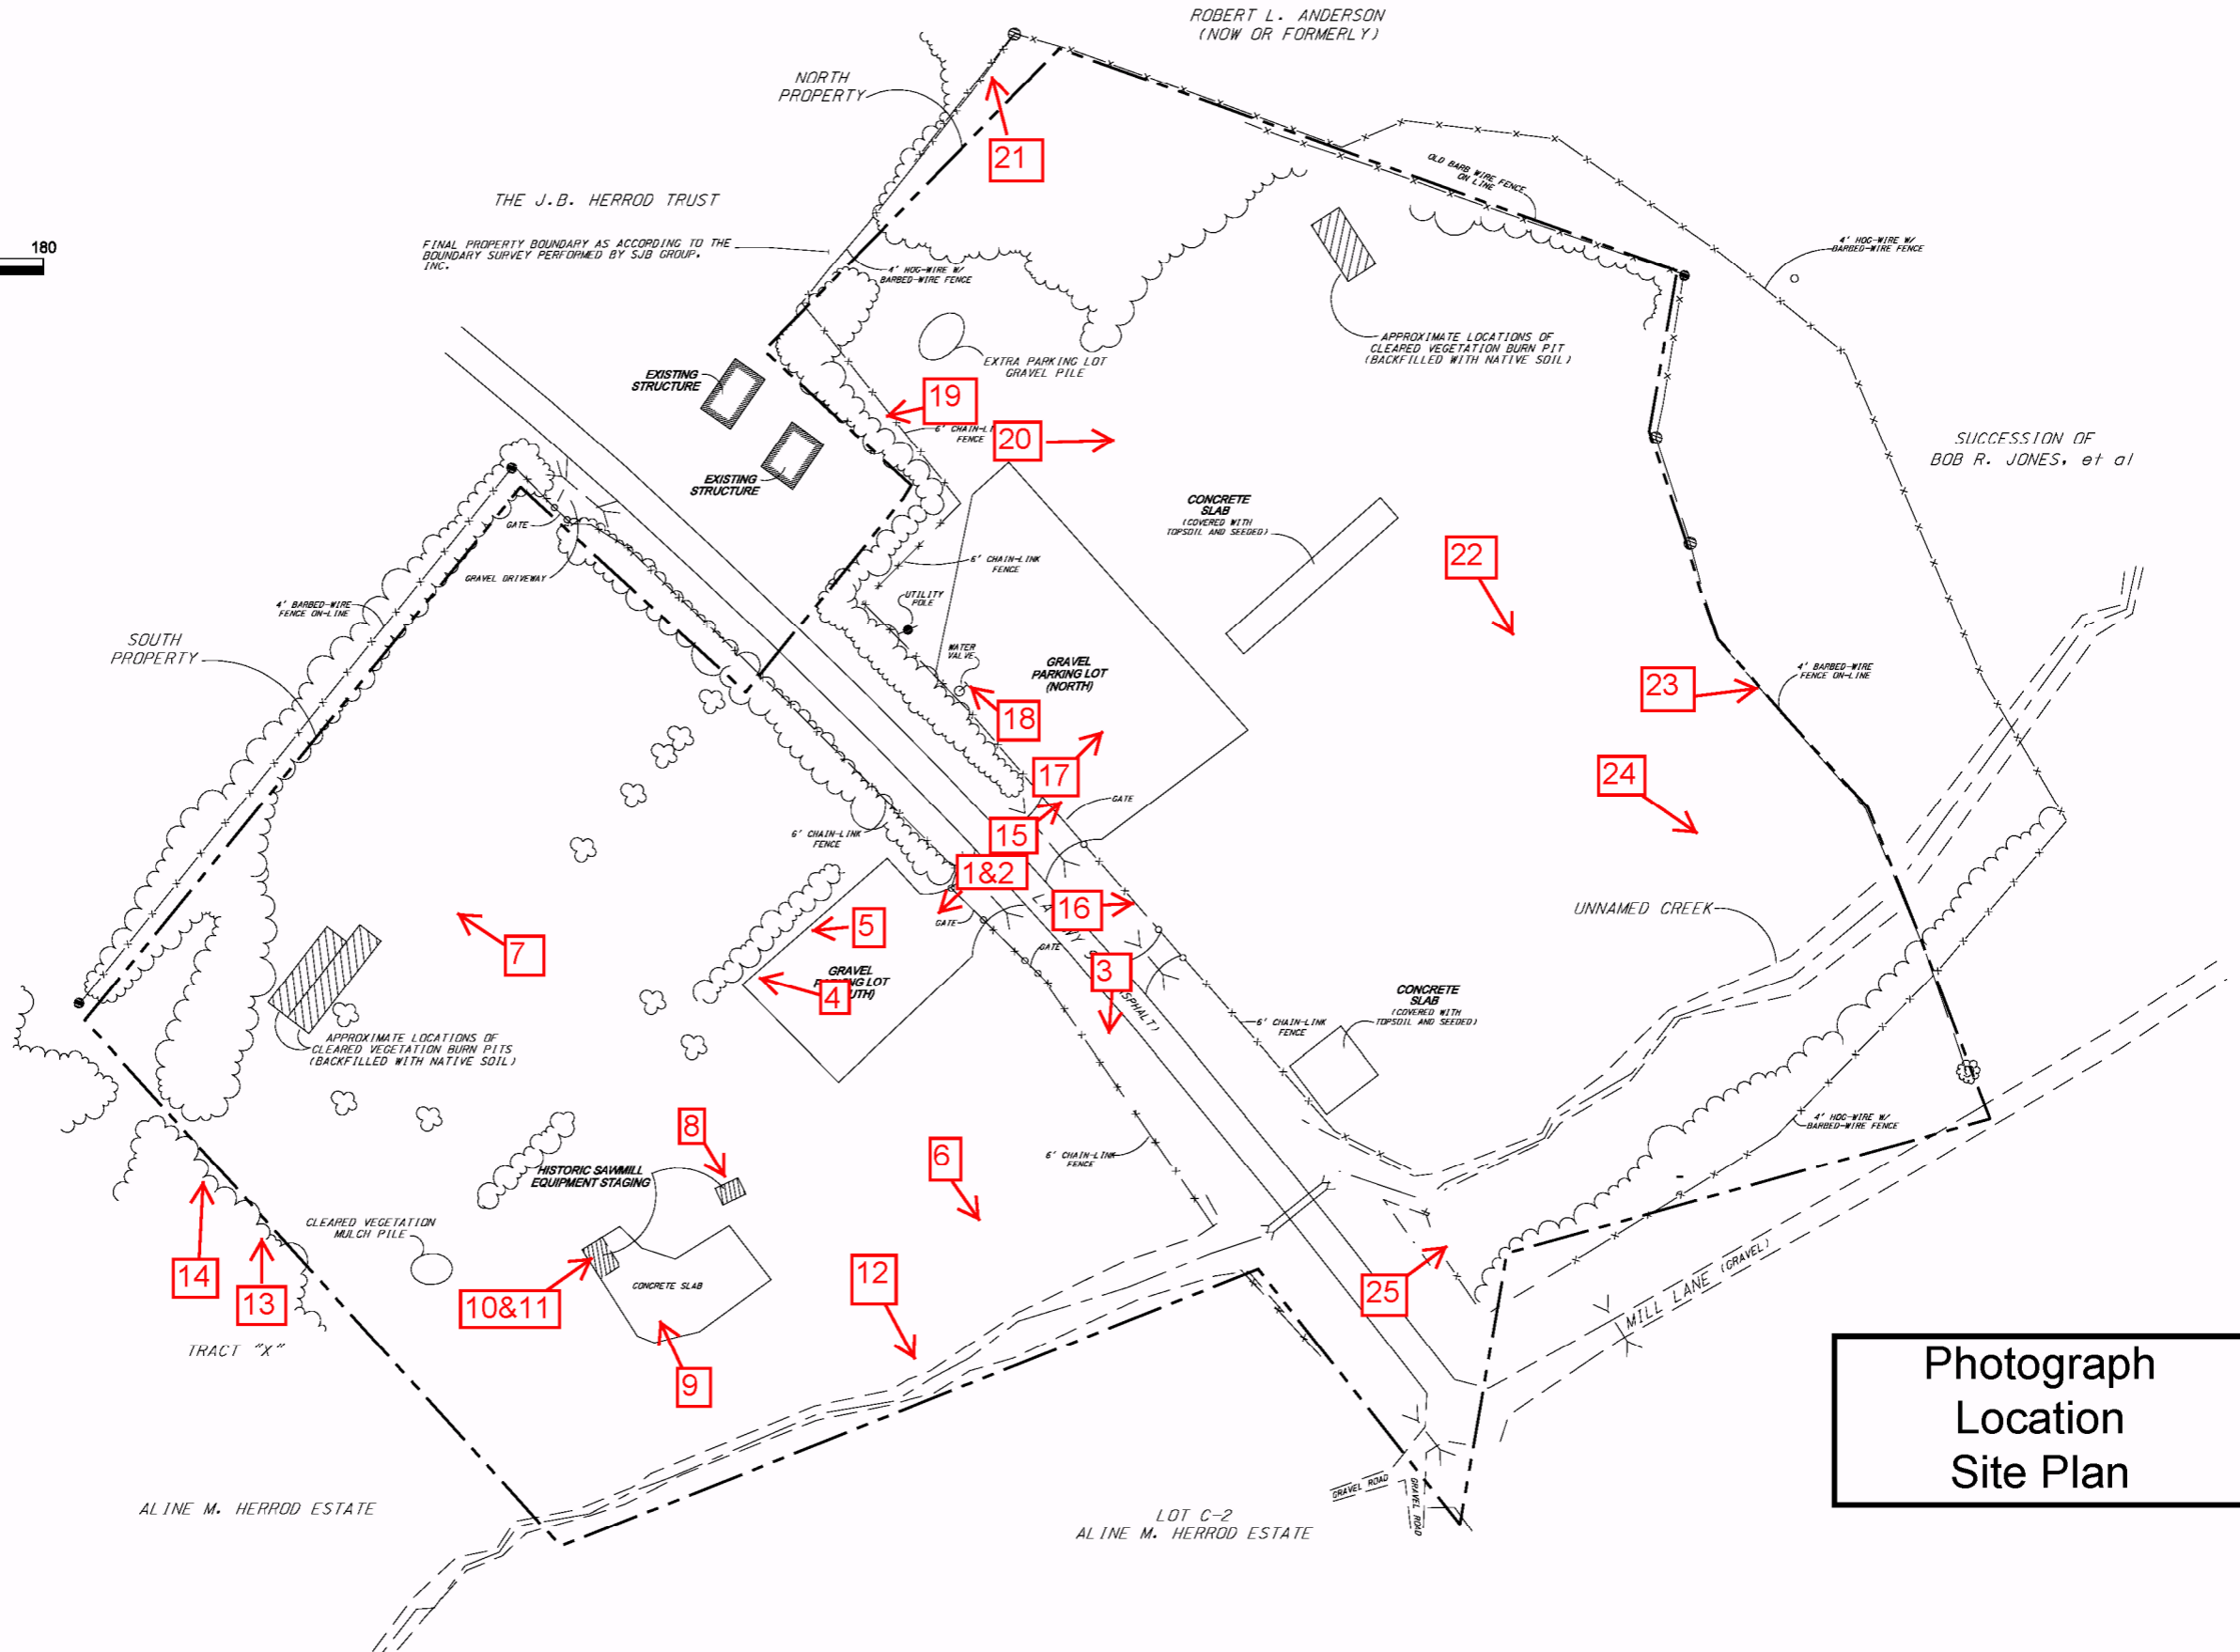 ROBERT L. ANDERSON
(NOW OR FORMERLY)
NORTH
PROPERTY
21
THE J.B. HERROD TRUST
OLD BARB WIRE FENCE
ON LINE
180
FINAL PROPERTY BOUNDARY AS ACCORDING TO THE
BOUNDARY SURVEY PERFORMED BY SJB GROUP,
INC.
4' HOG-WIRE W/
BARBED-WIRE FENCE
4' HOG-WIRE W/
BARBED-WIRE FENCE
EXTRA PARKING LOT
GRAVEL PILE
APPROXIMATE LOCATIONS OF
CLEARED VEGETATION BURN PIT
(BACKFILLED WITH NATIVE SOIL)
EXISTING
STRUCTURE
19
6' CHAIN-LI
FENCE
20
SUCCESSION OF
BOB R. JONES, et al
EXISTING
STRUCTURE
CONCRETE
SLAB
(COVERED WITH
TOPSOIL AND SEEDED)
GATE
22
6' CHAIN-LINK
FENCE
GRAVEL DRIVEWAY
UTILITY
POLE
4' BARBED-WIRE
FENCE ON-LINE
SOUTH
PROPERTY
WATER
VALVE
GRAVEL
PARKING LOT
(NORTH)
4' BARBED-WIRE
FENCE ON-LINE
23
18
17
24
GATE
15
6' CHAIN-LINK
FENCE
1&2
16
UNNAMED CREEK
5
GATE
GATE
7
GRAVEL
P NG LOT
UTH)
4
3
SPHALT)
CONCRETE
SLAB
(COVERED WITH
TOPSOIL AND SEEDED)
6' CHAIN-LINK
FENCE
APPROXIMATE LOCATIONS OF
CLEARED VEGETATION BURN PITS
(BACKFILLED WITH NATIVE SOIL)
8
4' HOG-WIRE W/
BARBED-WIRE FENCE
6
6' CHAIN-LINK
FENCE
HISTORIC SAWMILL
EQUIPMENT STAGING
CLEARED VEGETATION
MULCH PILE
14
13
10&11
CONCRETE SLAB
12
25
MILL LANE (GRAVEL)
TRACT "X"
9
Photograph
Location
Site Plan
GRAVEL ROAD
GRAVEL ROAD
ALINE M. HERROD ESTATE
LOT C-2
ALINE M. HERROD ESTATE